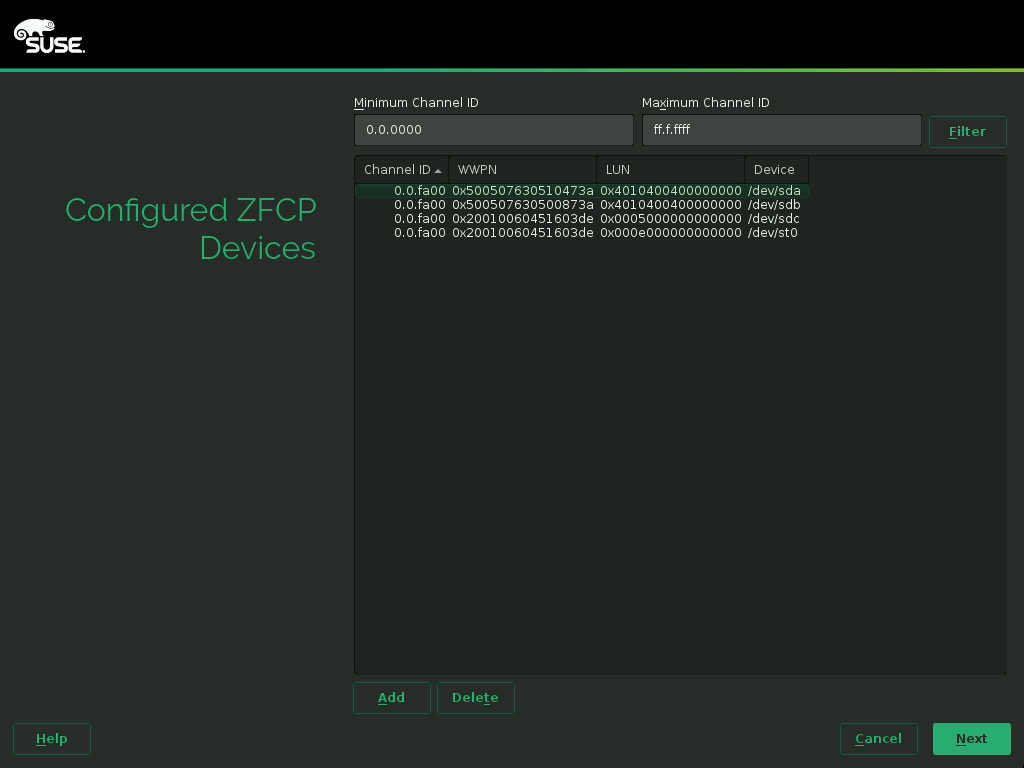 SUSE.
Minimum Channel ID Maximum Channel ID
0.0.0000 ff.f.ffff Filter
Configured ZFCP
Devices
Channel ID WWPN LUN Device
0.0.fa00 0x500507630510473a 0x4010400400000000 /dev/sda
0.0.fa00 0x500507630500873a 0x4010400400000000 /dev/sdb
0.0.fa00 0x20010060451603de 0x0005000000000000 /dev/sdc
0.0.fa00 0x20010060451603de 0x000e000000000000 /dev/st0
Add Delete
Help Cancel Next